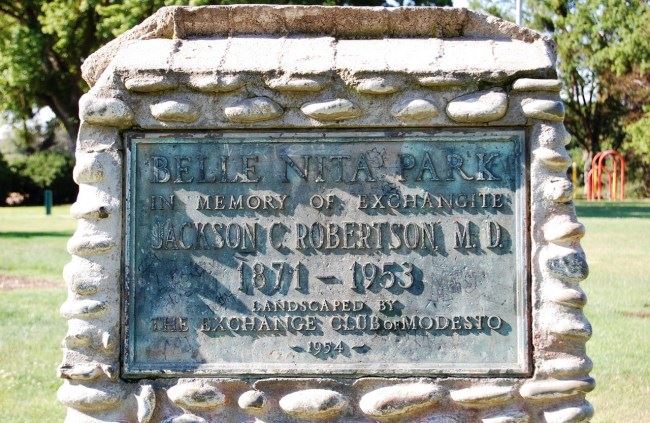 BELLE NITA PARK
IN MEMORY OF EXCHANGITE
JACKSON C. ROBERTSON, M. D.
1871 - 1953
LANDSCAPED BY
THE EXCHANGE CLUB OF MODESTO
- 1954 -